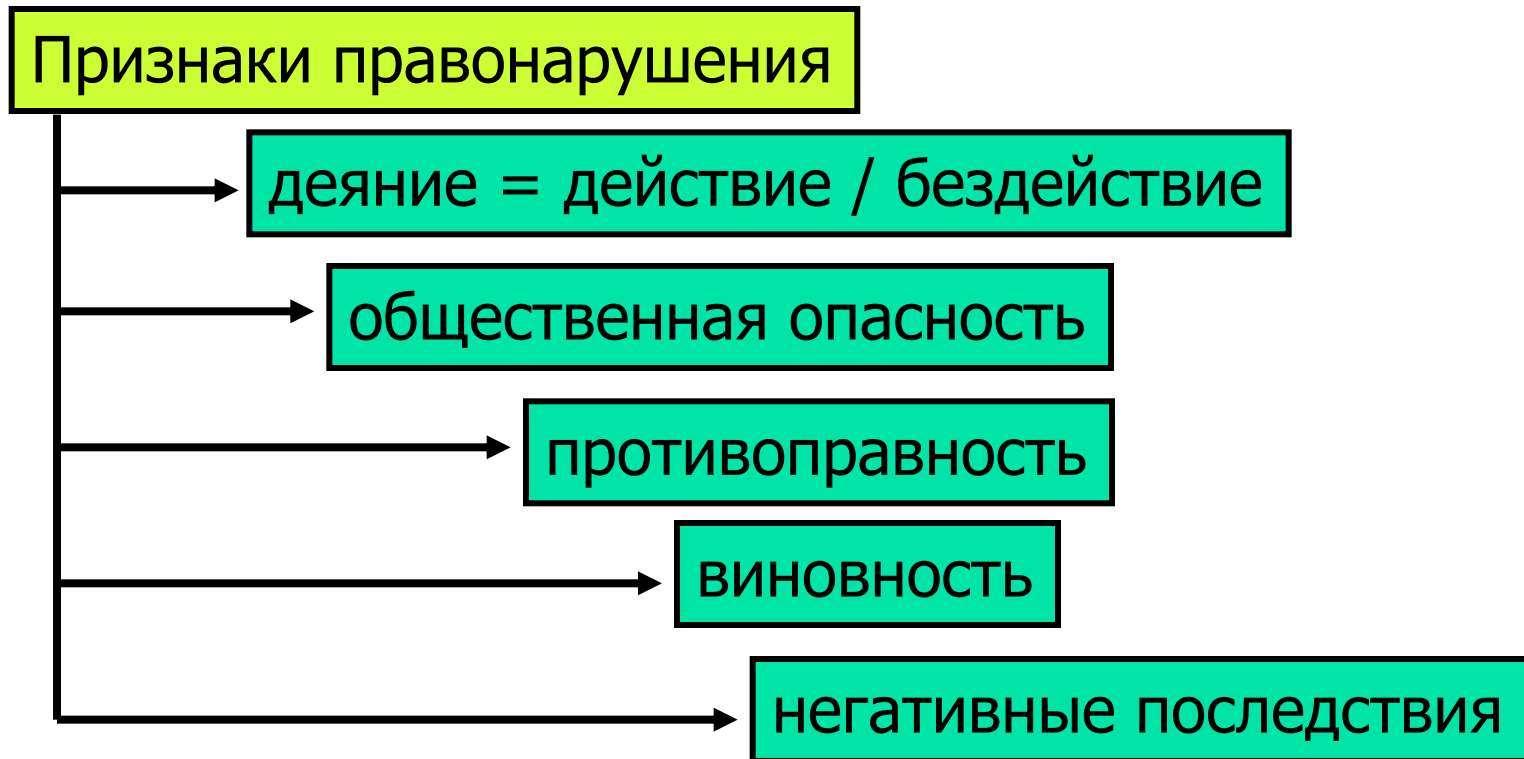 Признаки правонарушения
деяние = действие / бездействие
общественная опасность
противоправность
виновность
негативные последствия